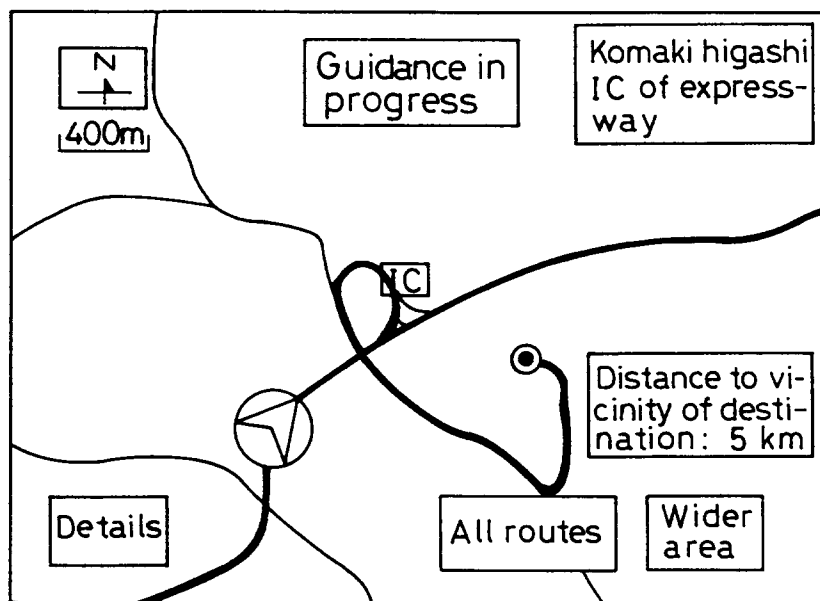 N
400m
Guidance in
progress
Komaki higashi
IC of express-
way
IC
Distance to vi-
cinity of desti-
nation: 5 km
Details
All routes
Wider
area